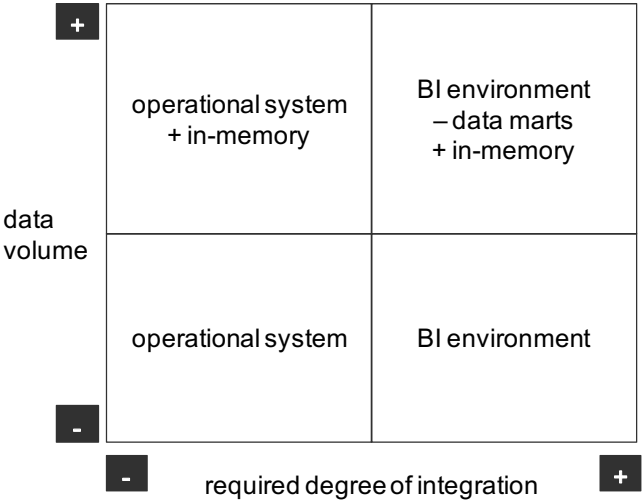 +
operational system
+ in-memory
BI environment
– data marts
+ in-memory
data
volume
operational system
BI environment
-
-
required degree of integration
+